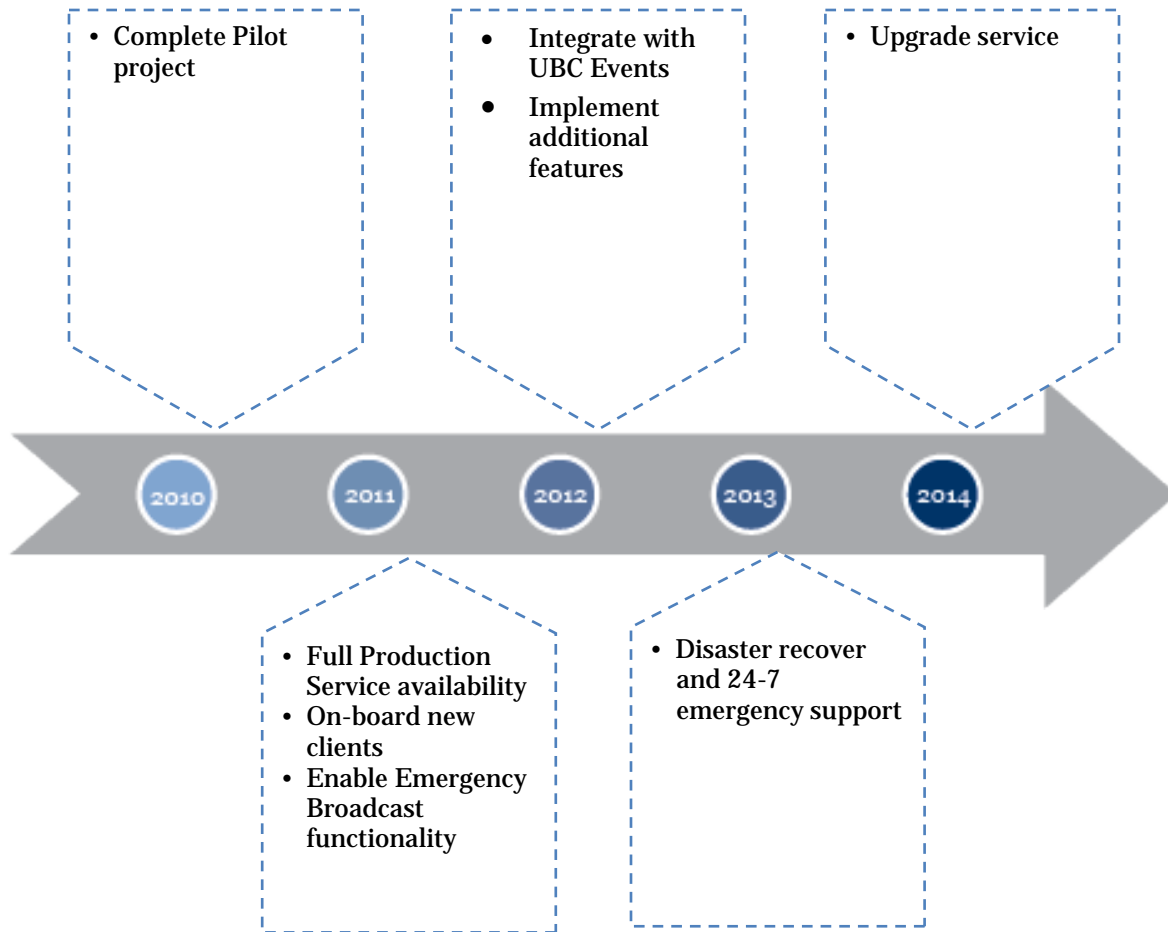 • Complete Pilot
project
• Integrate with
UBC Events
• Implement
additional
features
• Upgrade service
2010
2011
2012
2013
2014
• Full Production
Service availability
• On-board new
clients
• Enable Emergency
Broadcast
functionality
• Disaster recover
and 24-7
emergency support